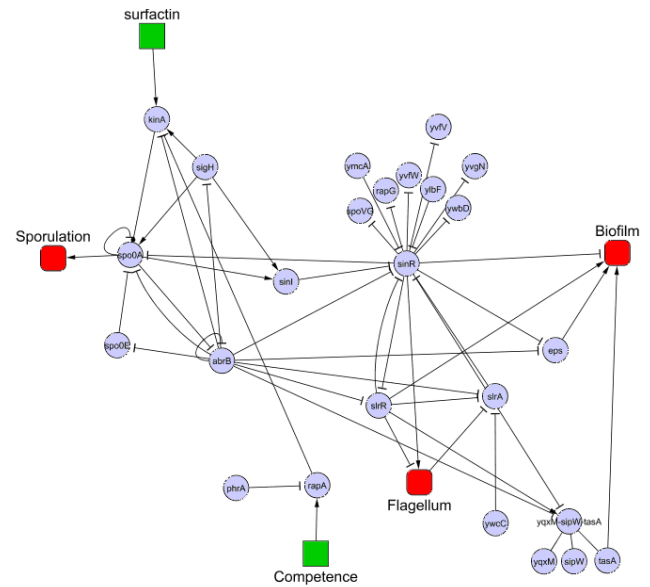 surfactin
kinA
yvfV
ymcA
yvfW
yvgN
sigH
rapG
ylbF
spoVG
ywbD
Sporulation
Biofilm
spo0A
sinR
sinI
spo0E
abrB
eps
slrR
slrA
phrA
rapA
Flagellum
yqxM-sipW-tasA
ywcC
yqxM
sipW
tasA
Competence